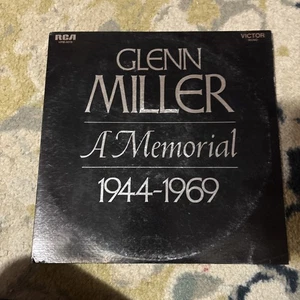 RCA
VICTOR
GLENN
MILLER
A Memorial
1944-1969